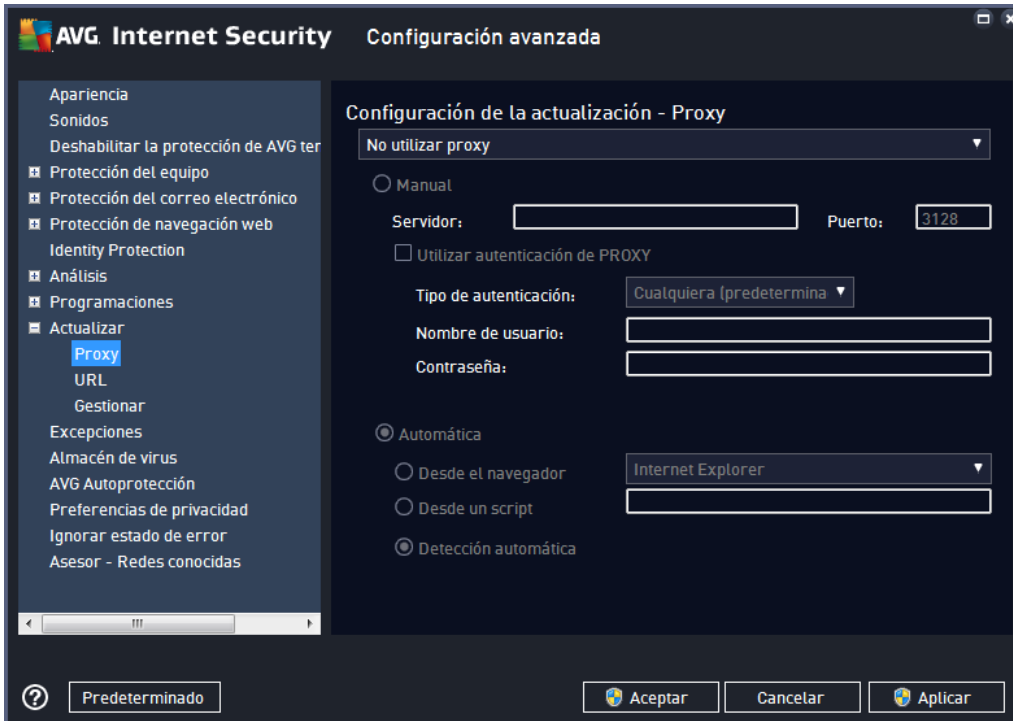 AVG Internet Security Configuración avanzada
Apariencia
Sonidos
Deshabilitar la protección de AVG ter
Protección del equipo
Protección del correo electrónico
Protección de navegación web
Identity Protection
Análisis
Programaciones
Actualizar
Proxy
URL
Gestionar
Excepciones
Almacén de virus
AVG Autoprotección
Preferencias de privacidad
Ignorar estado de error
Asesor - Redes conocidas
Configuración de la actualización - Proxy
No utilizar proxy
Manual
Servidor: Puerto: 3128
Utilizar autenticación de PROXY
Tipo de autenticación: Cualquiera (predetermina
Nombre de usuario:
Contraseña:
Automática
Desde el navegador Internet Explorer
Desde un script
Detección automática
Predeterminado Aceptar Cancelar Aplicar